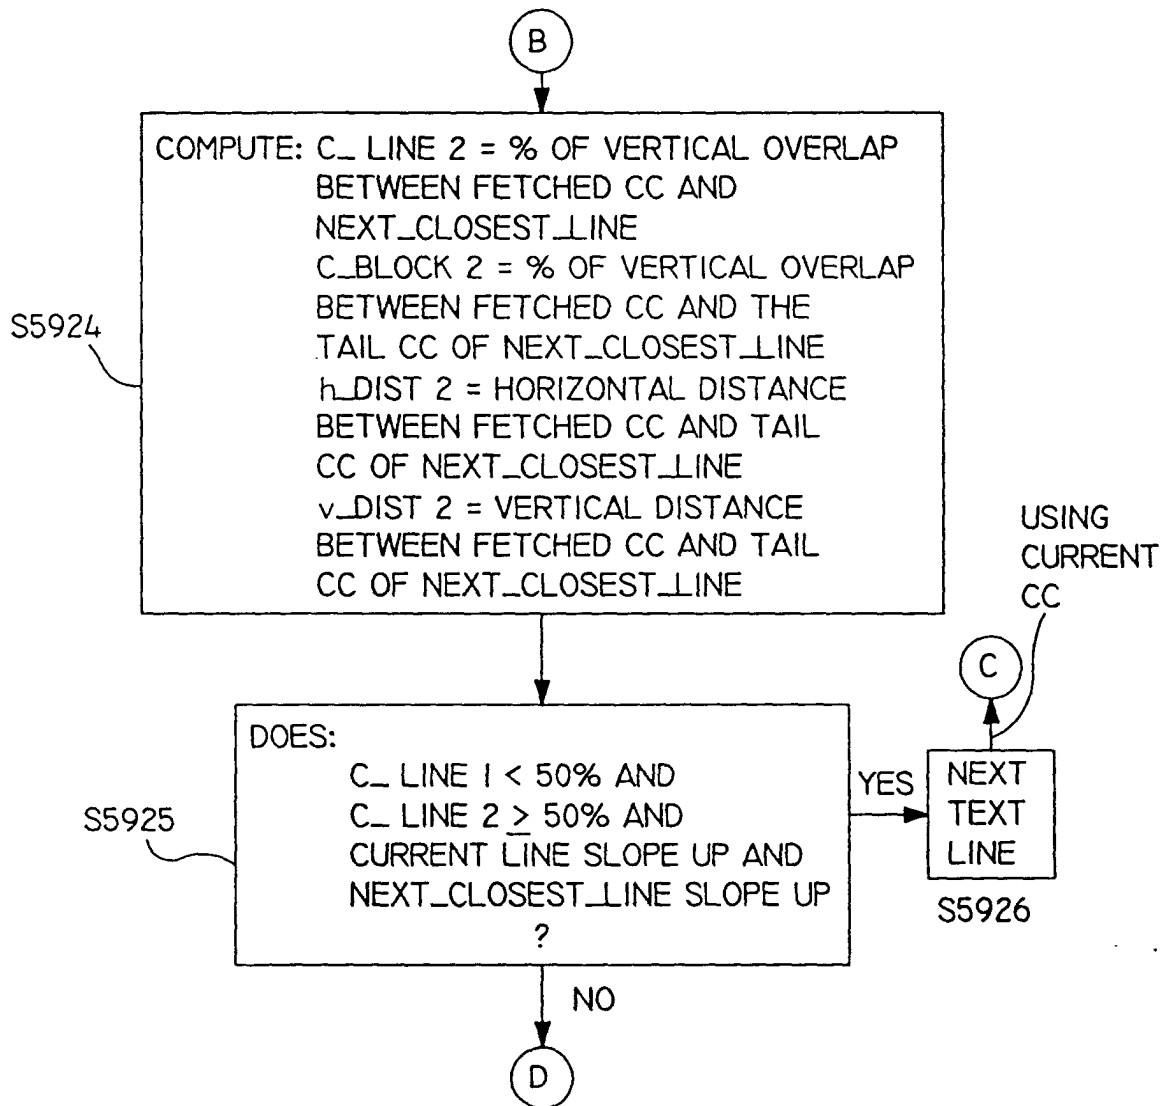 B
COMPUTE: C_ LINE 2 = % OF VERTICAL OVERLAP
BETWEEN FETCHED CC AND
NEXT_CLOSEST_LINE
C_BLOCK 2 = % OF VERTICAL OVERLAP
BETWEEN FETCHED CC AND THE
TAIL CC OF NEXT_CLOSEST_LINE
h_DIST 2 = HORIZONTAL DISTANCE
BETWEEN FETCHED CC AND TAIL
CC OF NEXT_CLOSEST_LINE
v_DIST 2 = VERTICAL DISTANCE
BETWEEN FETCHED CC AND TAIL
CC OF NEXT_CLOSEST_LINE
S5924
USING
CURRENT
CC
C
DOES:
C_ LINE 1 < 50% AND
C_ LINE 2 ≥ 50% AND
CURRENT LINE SLOPE UP AND
NEXT_CLOSEST_LINE SLOPE UP
?
S5925
YES
NEXT
TEXT
LINE
S5926
NO
D